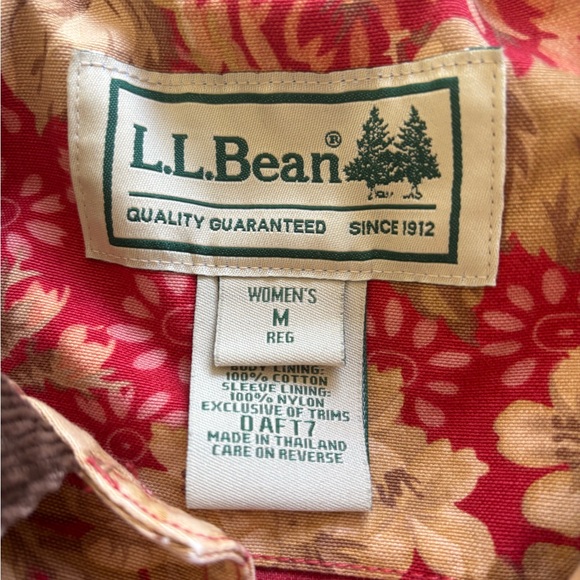 L.L.Bean®
QUALITY GUARANTEED SINCE 1912
WOMEN'S
M
REG
BODY LINING:
100% COTTON
SLEEVE LINING:
100% NYLON
EXCLUSIVE OF TRIMS
0 AFT7
MADE IN THAILAND
CARE ON REVERSE